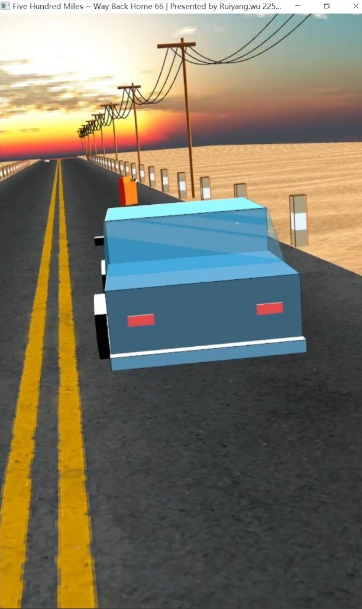 Five Hundred Miles -- Way Back Home 66 | Presented by Ruiyang.wu 225...